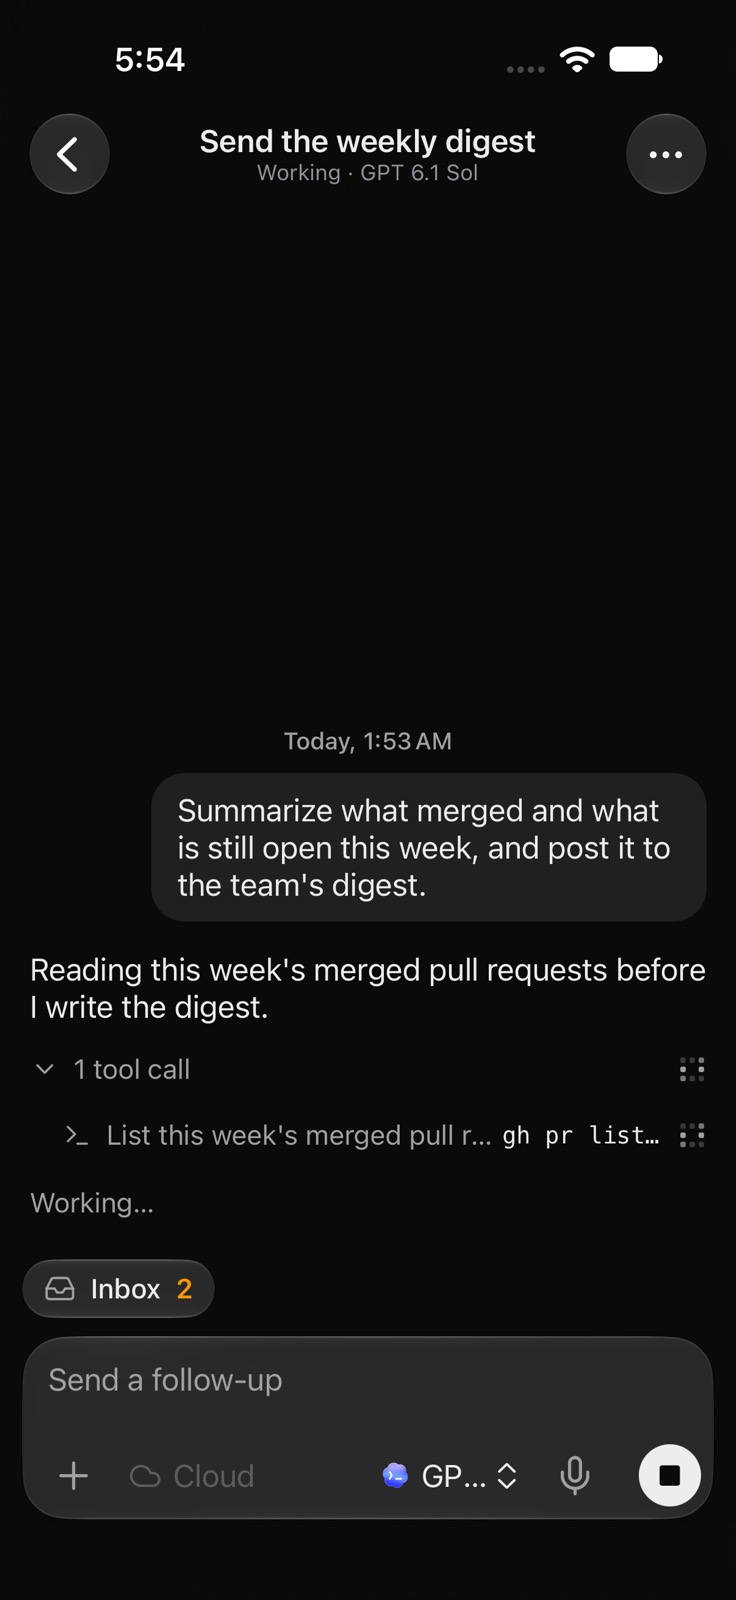 5:54
Send the weekly digest
Working · GPT 6.1 Sol
Today, 1:53 AM
Summarize what merged and what
is still open this week, and post it to
the team's digest.
Reading this week's merged pull requests before
I write the digest.
1 tool call
List this week's merged pull r... gh pr list…
Working...
Inbox 2
Send a follow-up
Cloud GP...